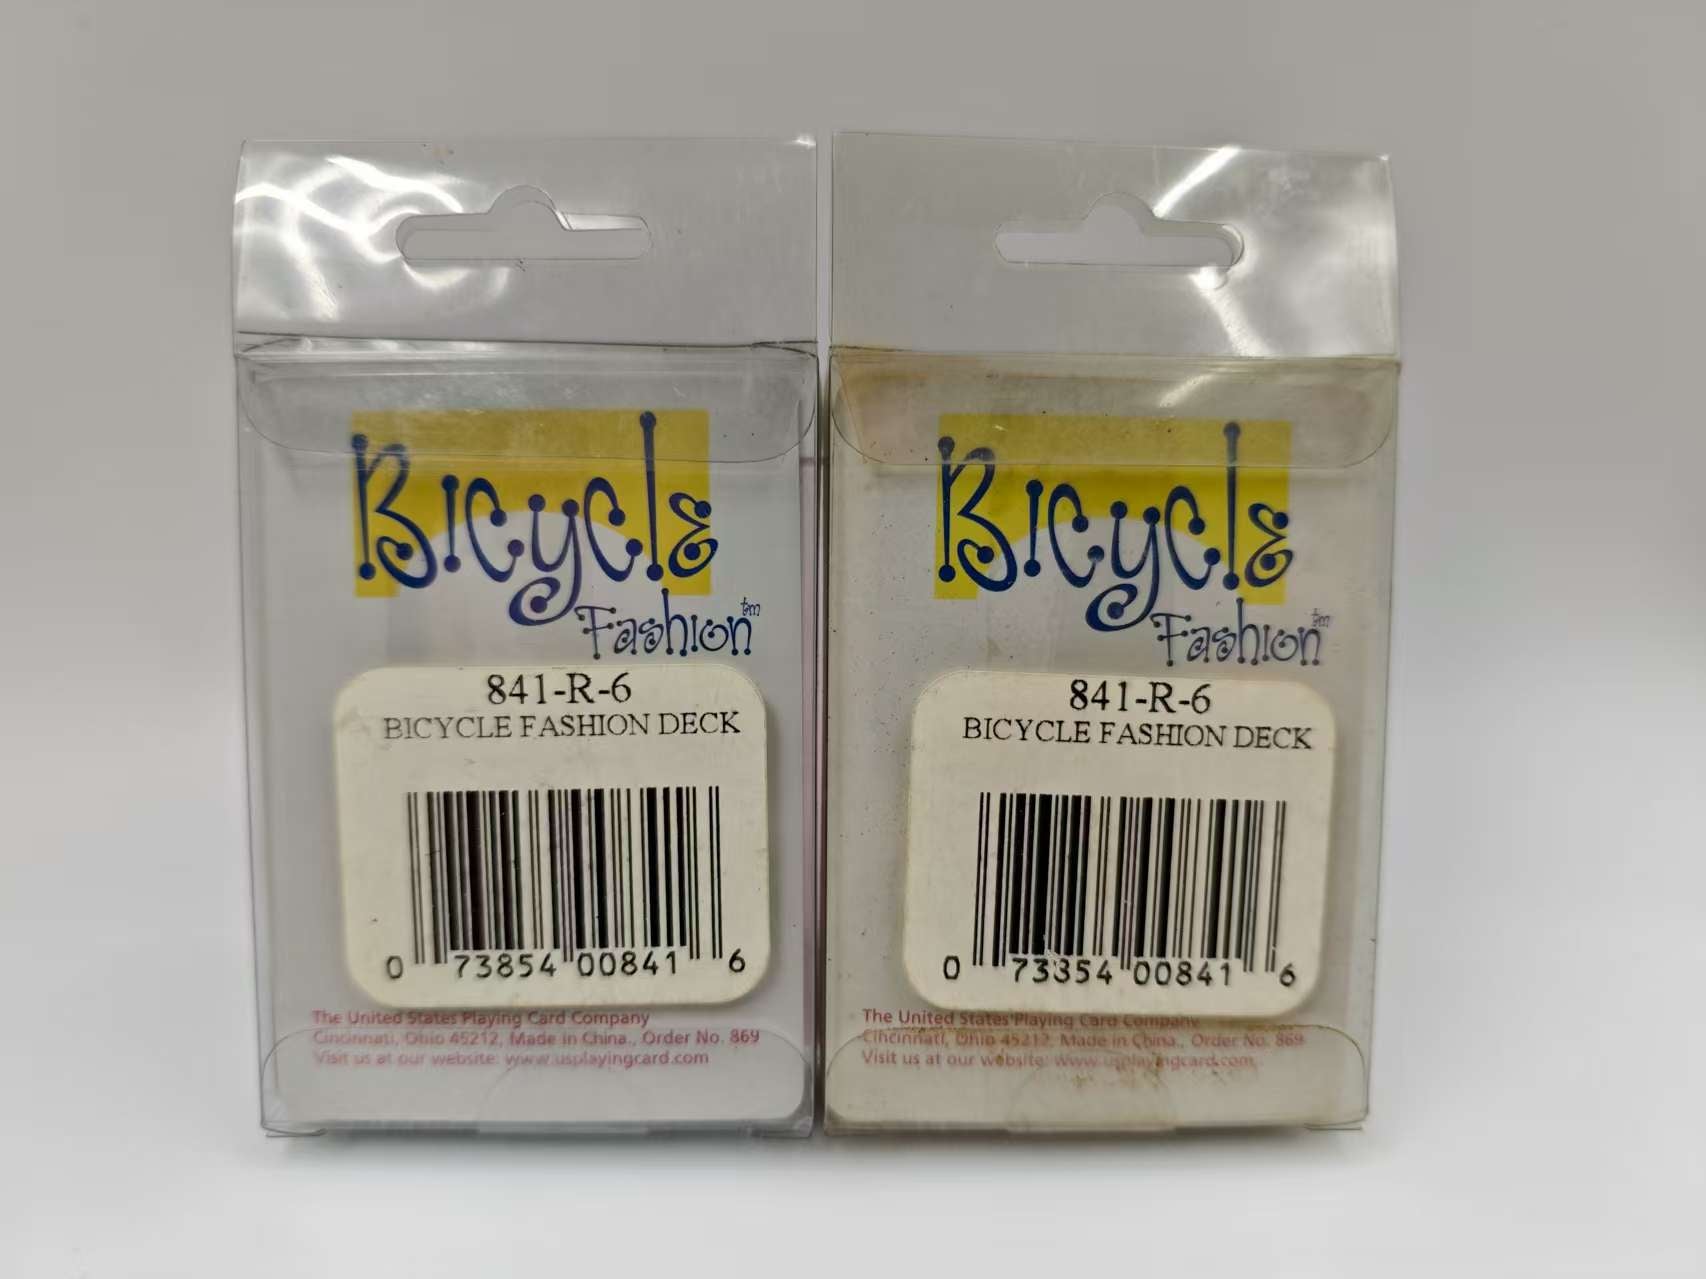 Bicycle
Fashion tm
841-R-6
BICYCLE FASHION DECK
0 73854 00841 6
The United States Playing Card Company
Cincinnati, Ohio 45212, Made in China., Order No. 869
Visit us at our website: www.usplayingcard.com
Bicycle
Fashion tm
841-R-6
BICYCLE FASHION DECK
0 73854 00841 6
The United States Playing Card Company
Cincinnati, Ohio 45212, Made in China., Order No. 869
Visit us at our website: www.usplayingcard.com